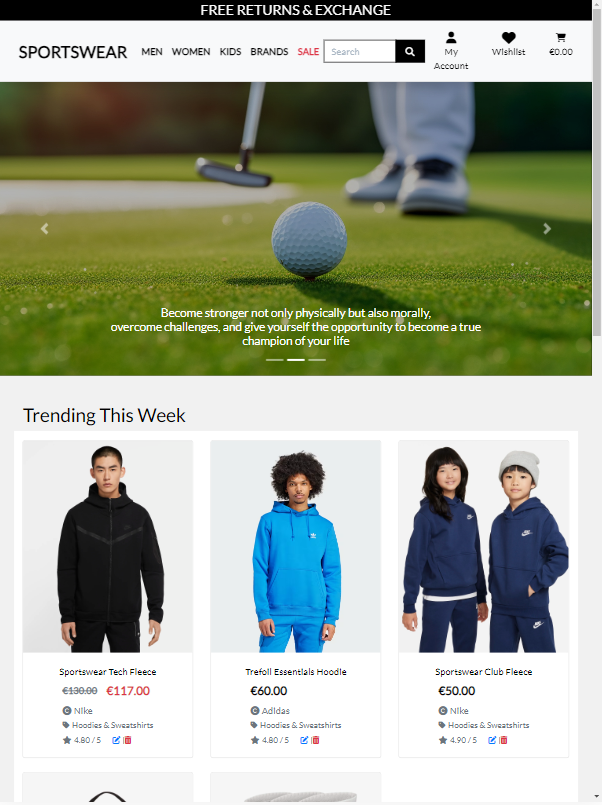 FREE RETURNS & EXCHANGE
SPORTSWEAR
MEN WOMEN KIDS BRANDS SALE
Search
My
Account
Wishlist
€0.00
Become stronger not only physically but also morally,
overcome challenges, and give yourself the opportunity to become a true
champion of your life
Trending This Week
Sportswear Tech Fleece
€130.00 €117.00
Nike
Hoodies & Sweatshirts
4.80 / 5 |
Trefoil Essentials Hoodie
€60.00
Adidas
Hoodies & Sweatshirts
4.80 / 5 |
Sportswear Club Fleece
€50.00
Nike
Hoodies & Sweatshirts
4.90 / 5 |